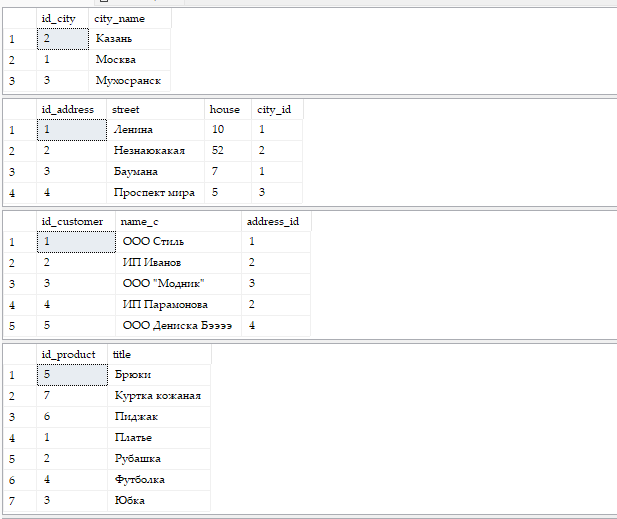 id_city city_name
1 2 Казань
2 1 Москва
3 3 Мухосранск
id_address street house city_id
1 1 Ленина 10 1
2 2 Незнаюкакая 52 2
3 3 Баумана 7 1
4 4 Проспект мира 5 3
id_customer name_c address_id
1 1 ООО Стиль 1
2 2 ИП Иванов 2
3 3 ООО "Модник" 3
4 4 ИП Парамонова 2
5 5 ООО Дениска Бэээээ 4
id_product title
1 5 Брюки
2 7 Куртка кожаная
3 6 Пиджак
4 1 Платье
5 2 Рубашка
6 4 Футболка
7 3 Юбка